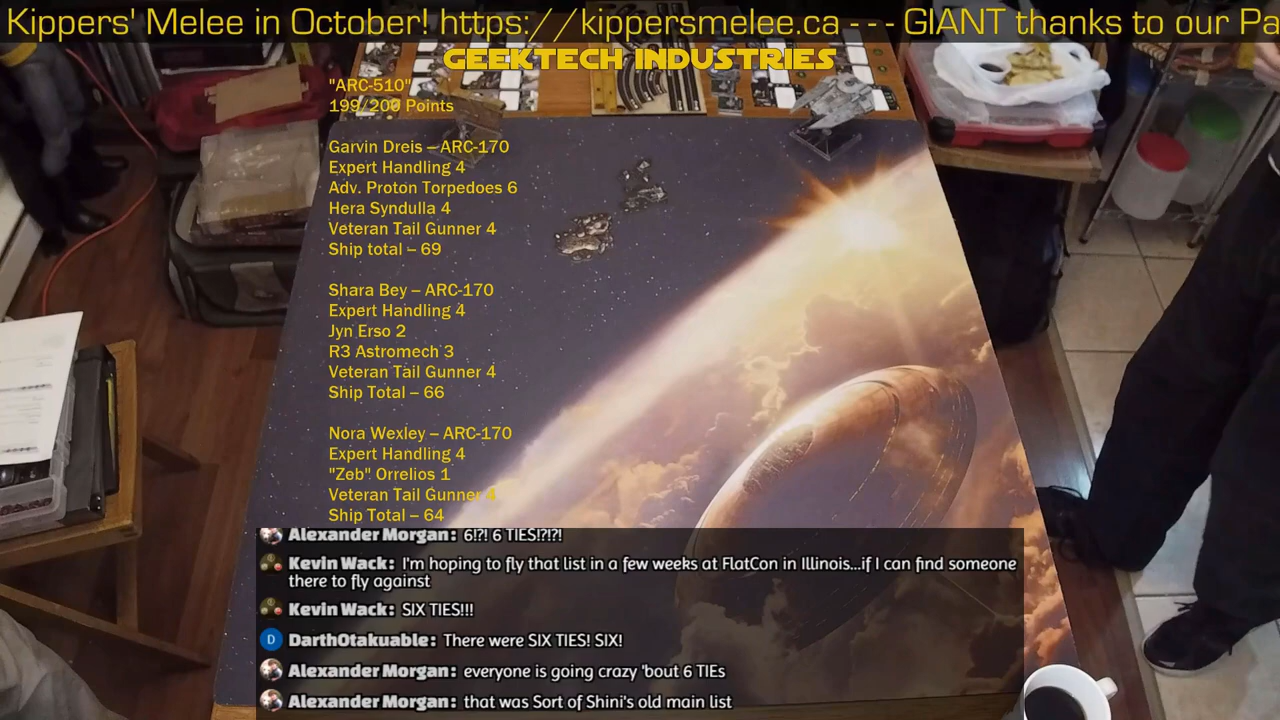 Kippers' Melee in October! https://kippersmelee.ca - - - GIANT thanks to our Pa
GEEKTECH INDUSTRIES
"ARC-510"
199/200 Points
Garvin Dreis – ARC-170
Expert Handling 4
Adv. Proton Torpedoes 6
Hera Syndulla 4
Veteran Tail Gunner 4
Ship total – 69
Shara Bey – ARC-170
Expert Handling 4
Jyn Erso 2
R3 Astromech 3
Veteran Tail Gunner 4
Ship Total – 66
Nora Wexley – ARC-170
Expert Handling 4
"Zeb" Orrelios 1
Veteran Tail Gunner 4
Ship Total – 64
Alexander Morgan: 6!?! 6 TIES!?!?!
Kevin Wack: I'm hoping to fly that list in a few weeks at FlatCon in Illinois...if I can find someone
there to fly against
Kevin Wack: SIX TIES!!!
D DarthOtakuable: There were SIX TIES! SIX!
Alexander Morgan: everyone is going crazy 'bout 6 TIEs
Alexander Morgan: that was Sort of Shini's old main list